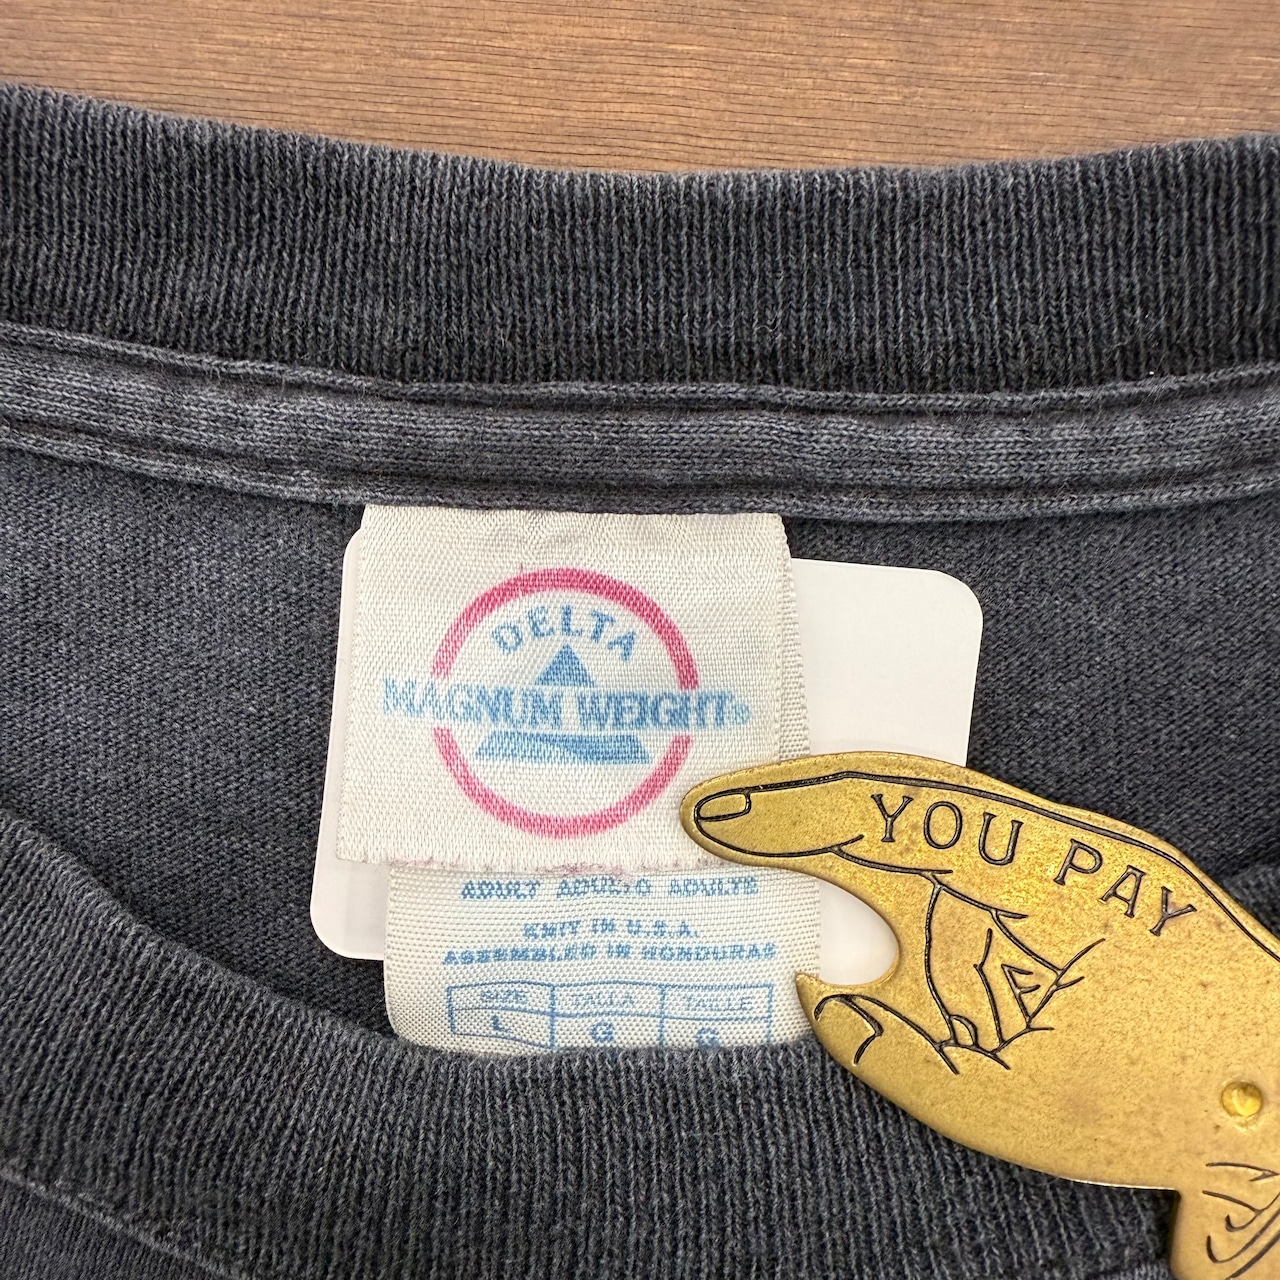 DELTA
MAGNUM WEIGHT®
ADULT ADULTO ADULTE
KNIT IN U.S.A.
ASSEMBLED IN HONDURAS
SIZE TALLA TAILLE
L G G
YOU PAY